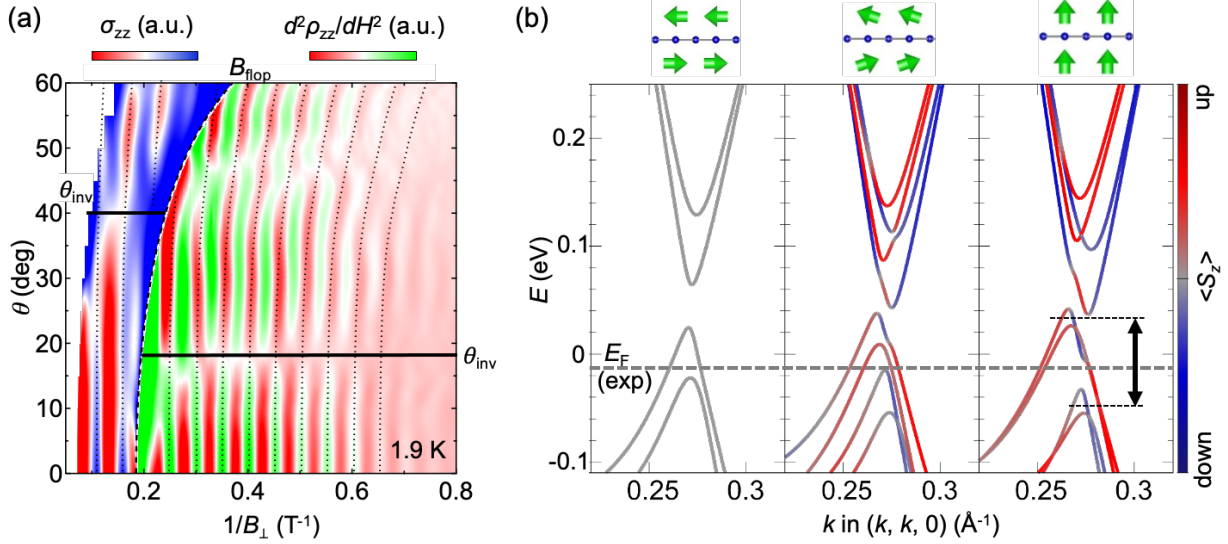 (a)
σzz (a.u.)
d²ρzz/dH² (a.u.)
Bflop
60
50
40
30
20
10
0
θ (deg)
θinv
θinv
1.9 K
0.2
0.4
0.6
0.8
1/B⊥ (T⁻¹)
(b)
0.2
0.1
0
-0.1
E (eV)
EF
(exp)
0.25
0.3
0.25
0.3
0.25
0.3
k in (k, k, 0) (Å⁻¹)
up
<Sz>
down